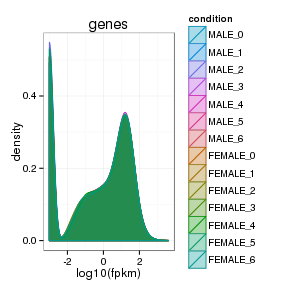 genes
condition
MALE_0
MALE_1
MALE_2
MALE_3
MALE_4
MALE_5
MALE_6
FEMALE_0
FEMALE_1
FEMALE_2
FEMALE_3
FEMALE_4
FEMALE_5
FEMALE_6
density
0.4
0.2
0.0
-2 0 2
log10(fpkm)